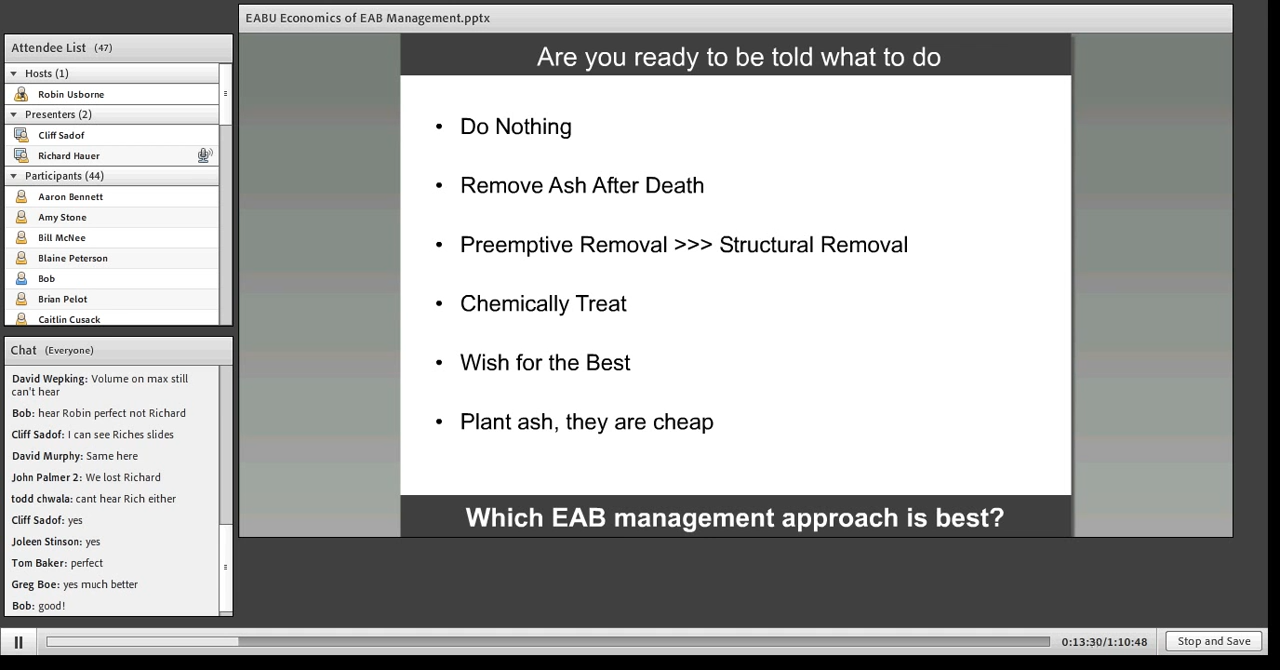 EABU Economics of EAB Management.pptx
Attendee List (47)
Hosts (1)
Robin Usborne
Presenters (2)
Cliff Sadof
Richard Hauer
Participants (44)
Aaron Bennett
Amy Stone
Bill McNee
Blaine Peterson
Bob
Brian Pelot
Caitlin Cusack
Chat (Everyone)
David Wepking: Volume on max still
can't hear
Bob: hear Robin perfect not Richard
Cliff Sadof: I can see Riches slides
David Murphy: Same here
John Palmer 2: We lost Richard
todd chwala: cant hear Rich either
Cliff Sadof: yes
Joleen Stinson: yes
Tom Baker: perfect
Greg Boe: yes much better
Bob: good!
Are you ready to be told what to do
• Do Nothing
• Remove Ash After Death
• Preemptive Removal >>> Structural Removal
• Chemically Treat
• Wish for the Best
• Plant ash, they are cheap
Which EAB management approach is best?
0:13:30/1:10:48
Stop and Save